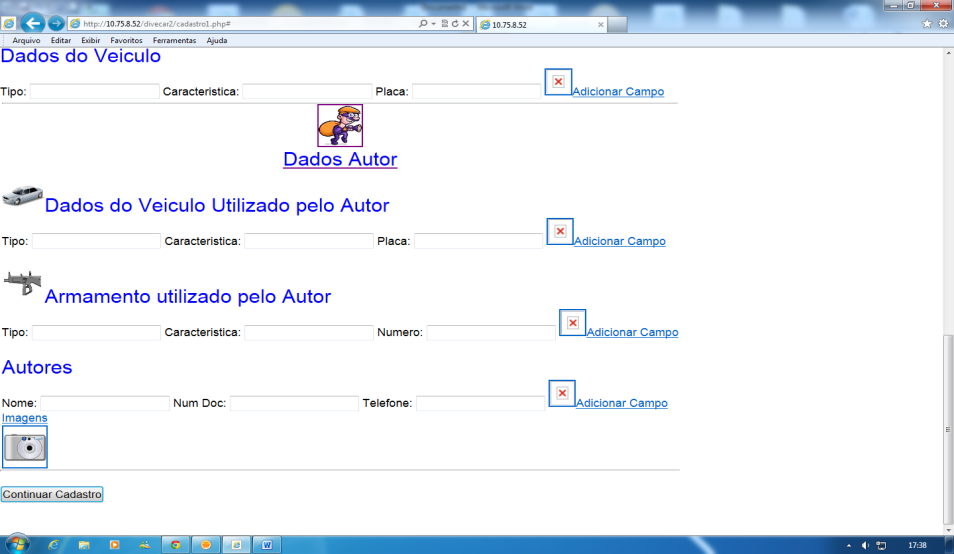 http://10.75.8.52/divecar2/cadastro1.php#
10.75.8.52
Arquivo Editar Exibir Favoritos Ferramentas Ajuda
Dados do Veiculo
Tipo: Caracteristica: Placa: Adicionar Campo
Dados Autor
Dados do Veiculo Utilizado pelo Autor
Tipo: Caracteristica: Placa: Adicionar Campo
Armamento utilizado pelo Autor
Tipo: Caracteristica: Numero: Adicionar Campo
Autores
Nome: Num Doc: Telefone: Adicionar Campo
Imagens
Continuar Cadastro
17:38